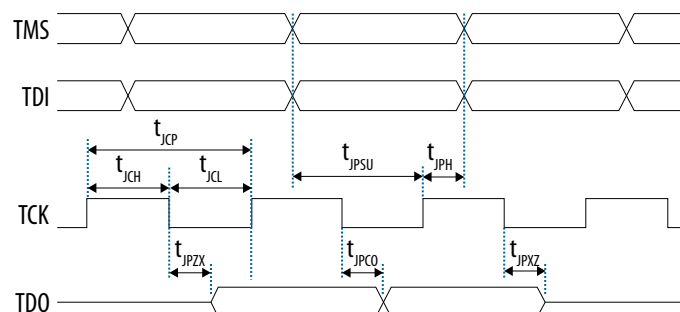 TMS
TDI
tJCP
tJCH tJCL tJPSU tJPH
TCK
tJPZX tJPCO tJPXZ
TDO